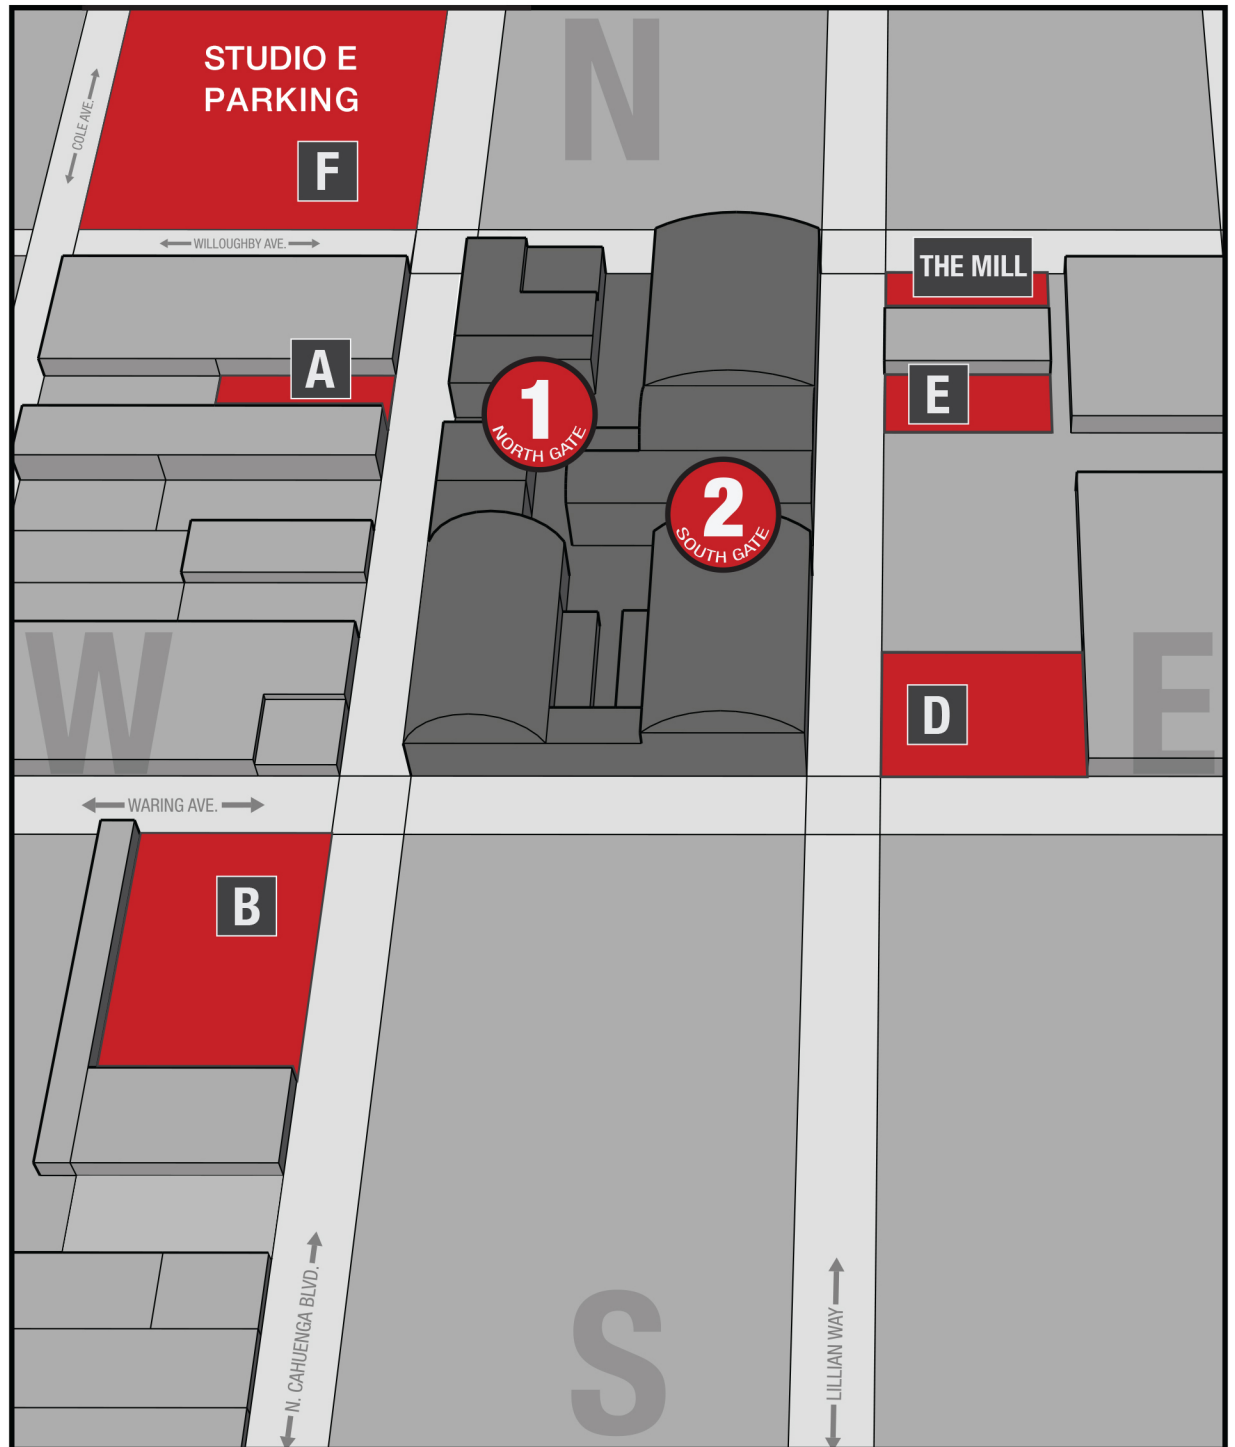 STUDIO E
PARKING
N
COLE AVE.
F
WILLOUGHBY AVE.
THE MILL
A
1
NORTH GATE
E
2
SOUTH GATE
W
E
D
WARING AVE.
B
N. CAHUENGA BLVD.
LILLIAN WAY
S